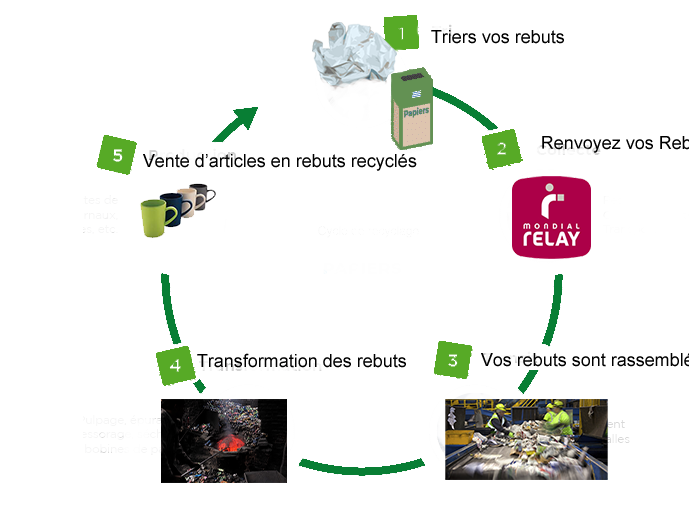 1
Triers vos rebuts
Papiers
2
Renvoyez vos Reb
MONDIAL
RELAY
5
Vente d’articles en rebuts recyclés
4
Transformation des rebuts
3
Vos rebuts sont rassemblé